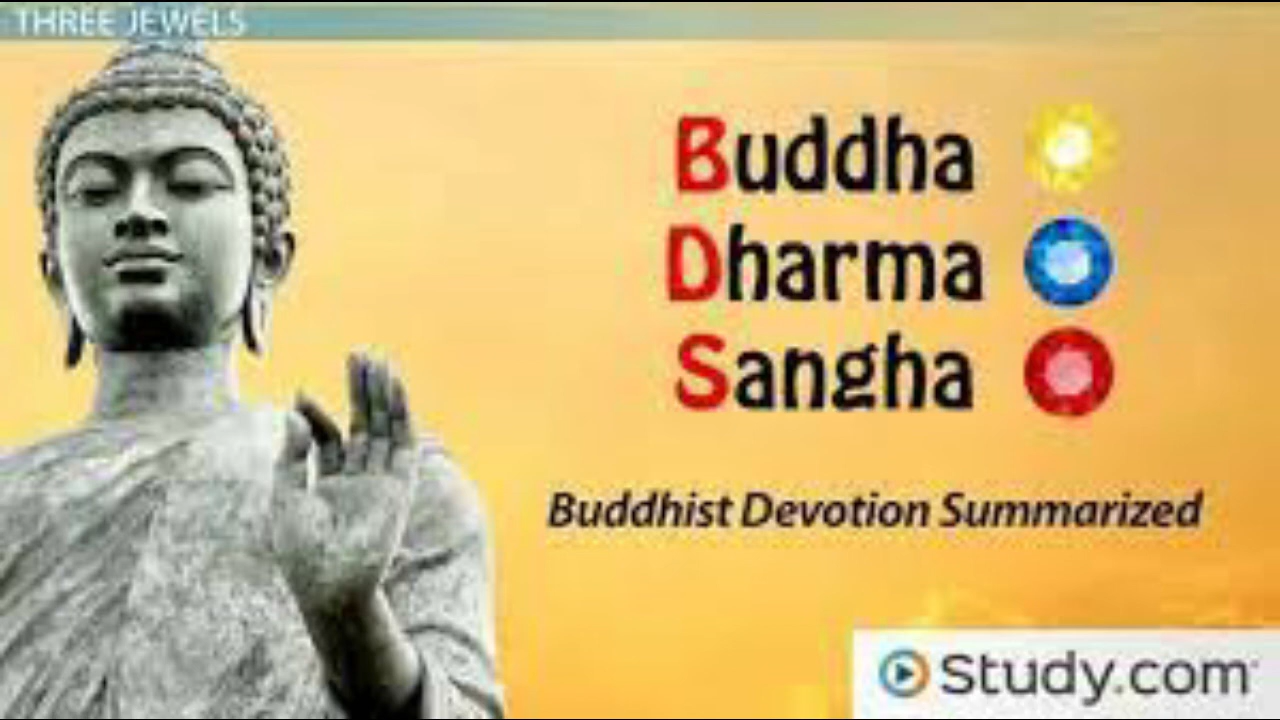 THREE JEWELS
Buddha
Dharma
Sangha
Buddhist Devotion Summarized
Study.com